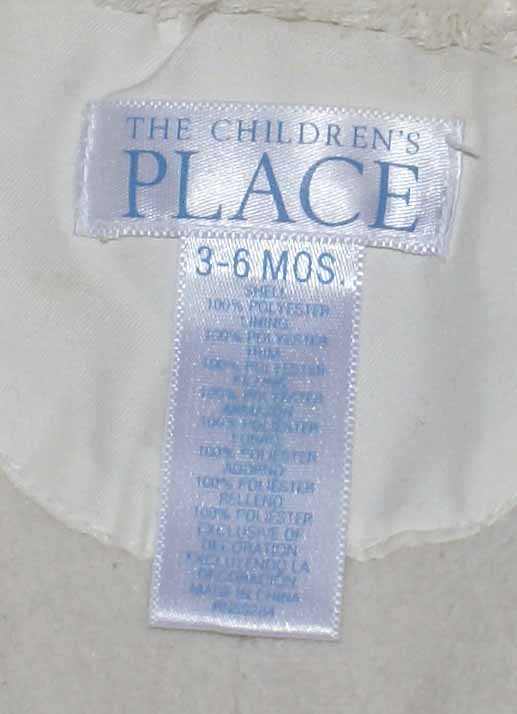 THE CHILDREN'S
PLACE
3-6 MOS.
SHELL
100% POLYESTER
LINING
100% POLYESTER
TRIM
100% POLYESTER
100% POLYESTER
ARMAZON
100% POLYESTER
FORRO
100% POLYESTER
ADORNO
100% POLYESTER
RELLENO
100% POLYESTER
EXCLUSIVE OF
DECORATION
EXCLUYENDO LA
DECORACION
MADE IN CHINA